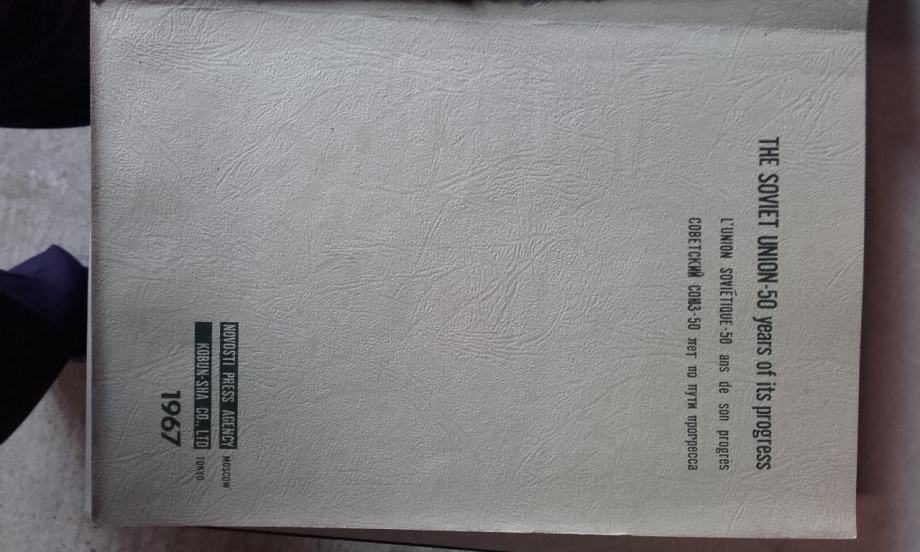 THE SOVIET UNION-50 years of its progress
L'UNION SOVIÉTIQUE-50 ans de son progrès
СОВЕТСКИЙ СОЮЗ-50 лет по пути прогресса
NOVOSTI PRESS AGENCY MOSCOW
KOBUN-SHA CO., LTD TOKYO
1967